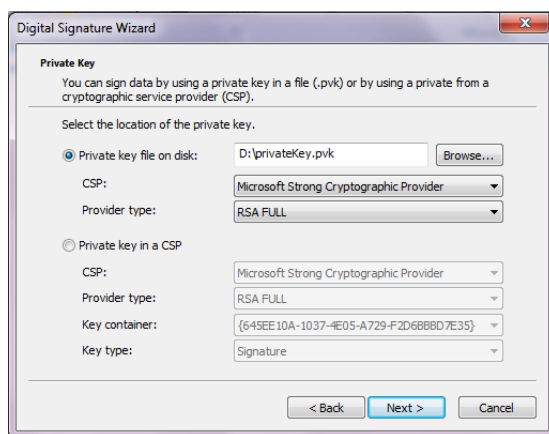 Digital Signature Wizard
Private Key
You can sign data by using a private key in a file (.pvk) or by using a private from a
cryptographic service provider (CSP).
Select the location of the private key.
Private key file on disk: D:\privateKey.pvk Browse...
CSP: Microsoft Strong Cryptographic Provider
Provider type: RSA FULL
Private key in a CSP
CSP: Microsoft Strong Cryptographic Provider
Provider type: RSA FULL
Key container: {645EE10A-1037-4E05-A729-F2D6BBBD7E35}
Key type: Signature
< Back Next > Cancel